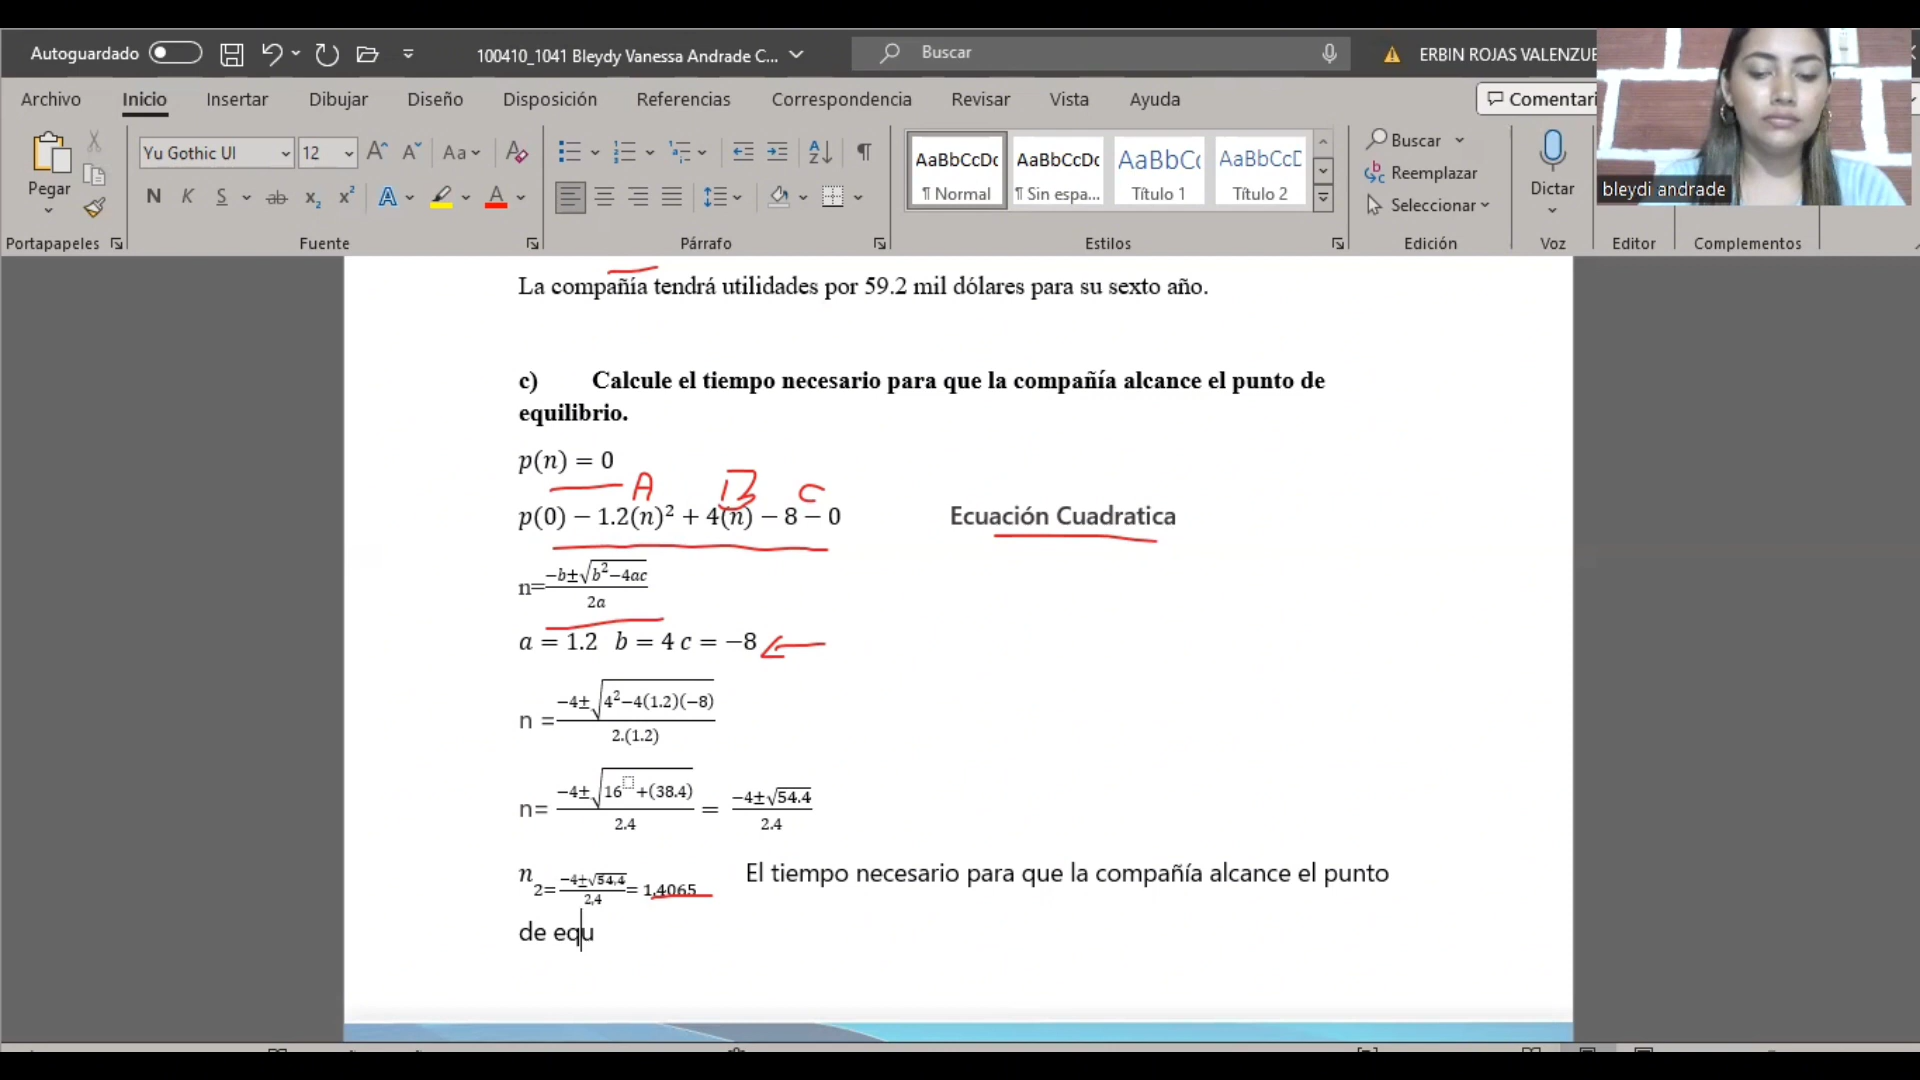 Autoguardado
100410_1041 Bleydy Vanessa Andrade C...
Buscar
ERBIN ROJAS VALENZUE
Archivo Inicio Insertar Dibujar Diseño Disposición Referencias Correspondencia Revisar Vista Ayuda
Comentari
Pegar
Portapapeles
Yu Gothic UI 12
N K S ab x₂ x²
Fuente
Párrafo
AaBbCcDc AaBbCcDc AaBbCc AaBbCcD
¶ Normal ¶ Sin espa... Título 1 Título 2
Estilos
Buscar
Reemplazar
Seleccionar
Edición
Dictar
Voz
Editor
Complementos
bleydi andrade
La compañía tendrá utilidades por 59.2 mil dólares para su sexto año.
c) Calcule el tiempo necesario para que la compañía alcance el punto de
equilibrio.
p(n) = 0
A B C
p(0) − 1.2(n)² + 4(n) − 8 − 0
Ecuación Cuadratica
n=(−b±√(b²−4ac))/2a
a = 1.2 b = 4 c = −8
n =(−4±√(4²−4(1.2)(−8)))/2.(1.2)
n= (−4±√(16+(38.4)))/2.4 = (−4±√54.4)/2.4
n 2=(−4±√54.4)/2.4= 1.4065 El tiempo necesario para que la compañía alcance el punto
de equ